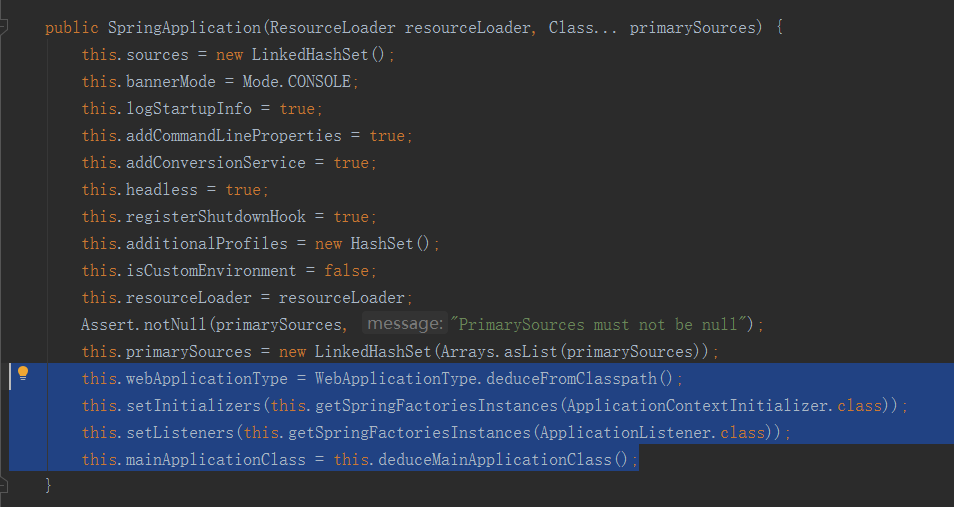 public SpringApplication(ResourceLoader resourceLoader, Class... primarySources) {
this.sources = new LinkedHashSet();
this.bannerMode = Mode.CONSOLE;
this.logStartupInfo = true;
this.addCommandLineProperties = true;
this.addConversionService = true;
this.headless = true;
this.registerShutdownHook = true;
this.additionalProfiles = new HashSet();
this.isCustomEnvironment = false;
this.resourceLoader = resourceLoader;
Assert.notNull(primarySources, message: "PrimarySources must not be null");
this.primarySources = new LinkedHashSet(Arrays.asList(primarySources));
this.webApplicationType = WebApplicationType.deduceFromClasspath();
this.setInitializers(this.getSpringFactoriesInstances(ApplicationContextInitializer.class));
this.setListeners(this.getSpringFactoriesInstances(ApplicationListener.class));
this.mainApplicationClass = this.deduceMainApplicationClass();
}